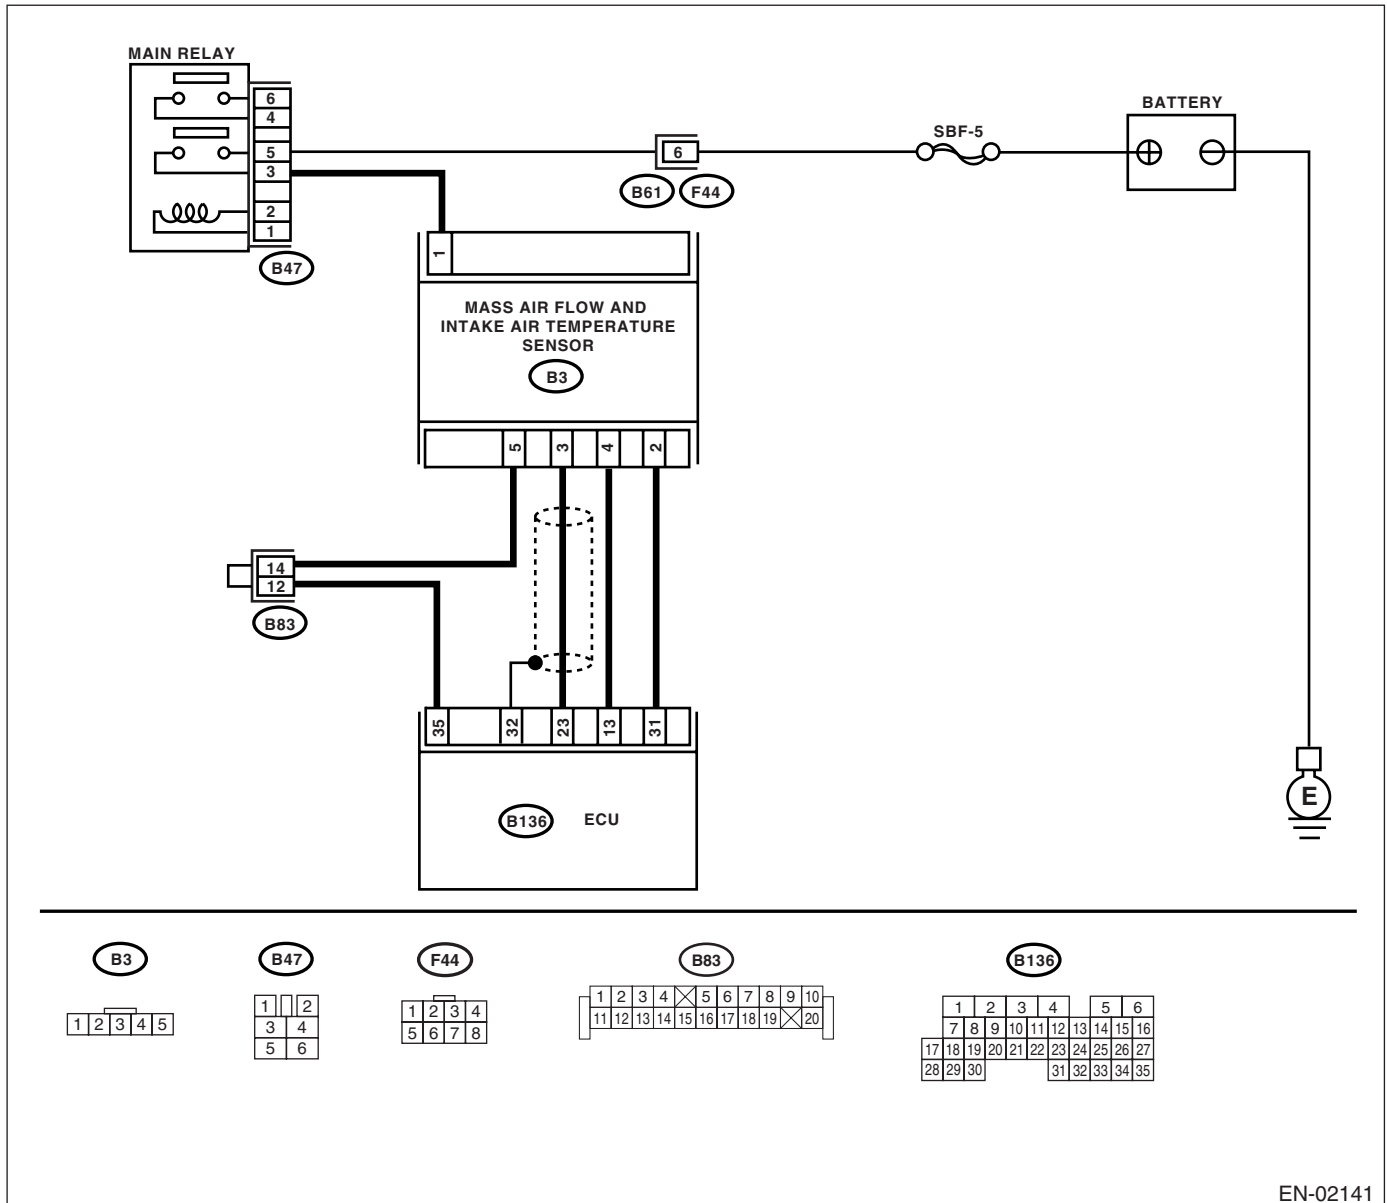 MAIN RELAY
6
4
5
3
2
1
B47
6
B61 F44
SBF-5
BATTERY
1
MASS AIR FLOW AND
INTAKE AIR TEMPERATURE
SENSOR
B3
5 3 4 2
14
12
B83
35 32 23 13 31
B136 ECU
E
B3 B47 F44 B83 B136
1 2 3 4 5
1 2
3 4
5 6
1 2 3 4
5 6 7 8
1 2 3 4 5 6 7 8 9 10
11 12 13 14 15 16 17 18 19 20
1 2 3 4 5 6
7 8 9 10 11 12 13 14 15 16
17 18 19 20 21 22 23 24 25 26 27
28 29 30 31 32 33 34 35
EN-02141